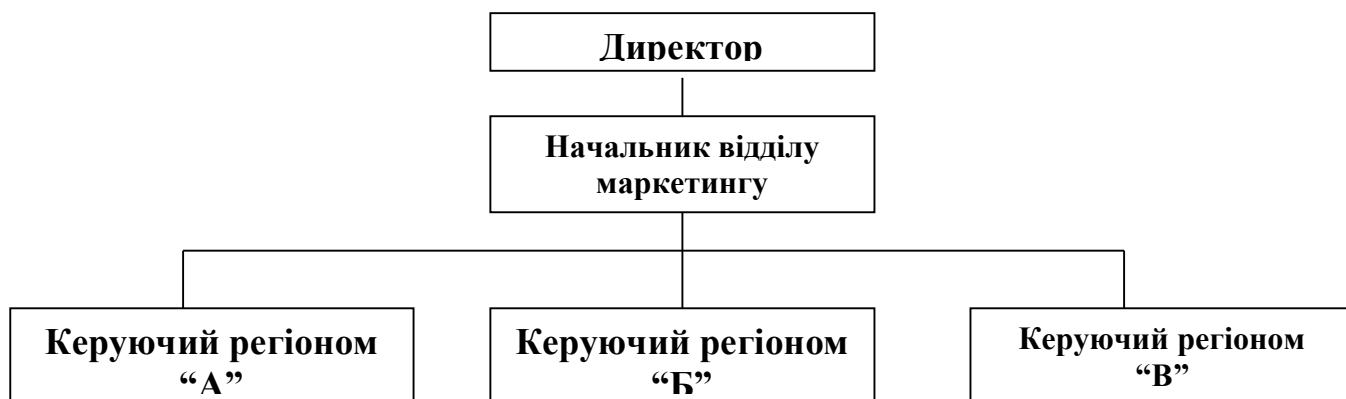 Директор
Начальник відділу
маркетингу
Керуючий регіоном
“А”
Керуючий регіоном
“Б”
Керуючий регіоном
“В”